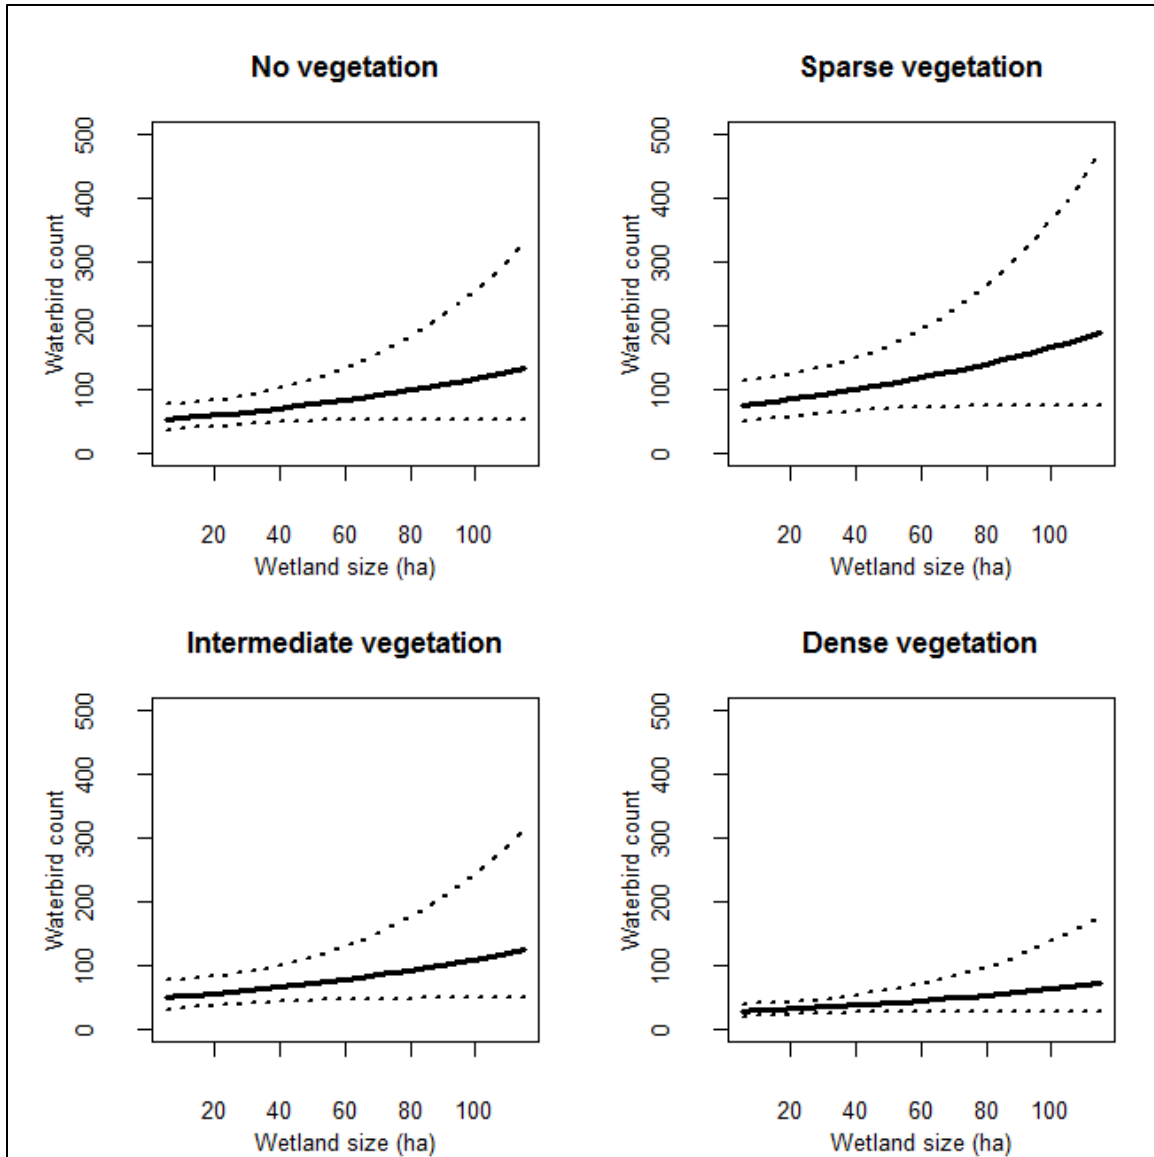 No vegetation
Sparse vegetation
500
400
300
200
100
0
Waterbird count
20 40 60 80 100
Wetland size (ha)
500
400
300
200
100
0
Waterbird count
20 40 60 80 100
Wetland size (ha)
Intermediate vegetation
Dense vegetation
500
400
300
200
100
0
Waterbird count
20 40 60 80 100
Wetland size (ha)
500
400
300
200
100
0
Waterbird count
20 40 60 80 100
Wetland size (ha)